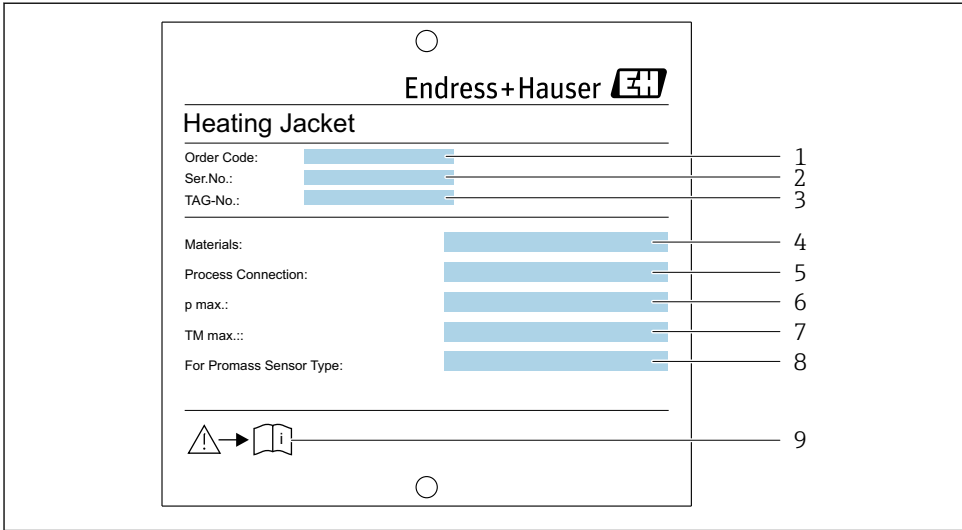 Endress+Hauser EH
Heating Jacket
Order Code: 1
Ser.No.: 2
TAG-No.: 3
Materials: 4
Process Connection: 5
p max.: 6
TM max.:: 7
For Promass Sensor Type: 8
i 9